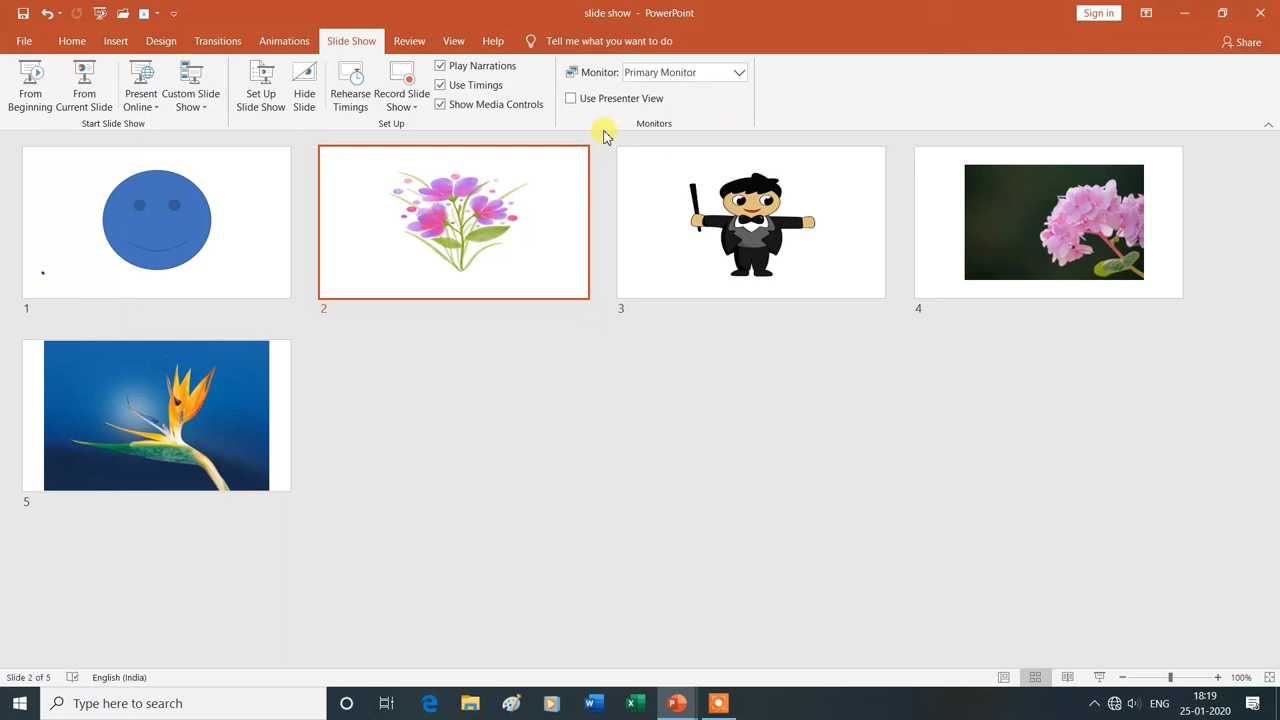 slide show - PowerPoint
Sign in
File Home Insert Design Transitions Animations Slide Show Review View Help Tell me what you want to do Share
From Beginning
From Current Slide
Present Online
Custom Slide Show
Start Slide Show
Set Up Slide Show
Hide Slide
Rehearse Timings
Record Slide Show
Play Narrations
Use Timings
Show Media Controls
Set Up
Monitor: Primary Monitor
Use Presenter View
Monitors
1
2
3
4
5
Slide 2 of 5 English (India) 100%
Type here to search
ENG
18:19
25-01-2020